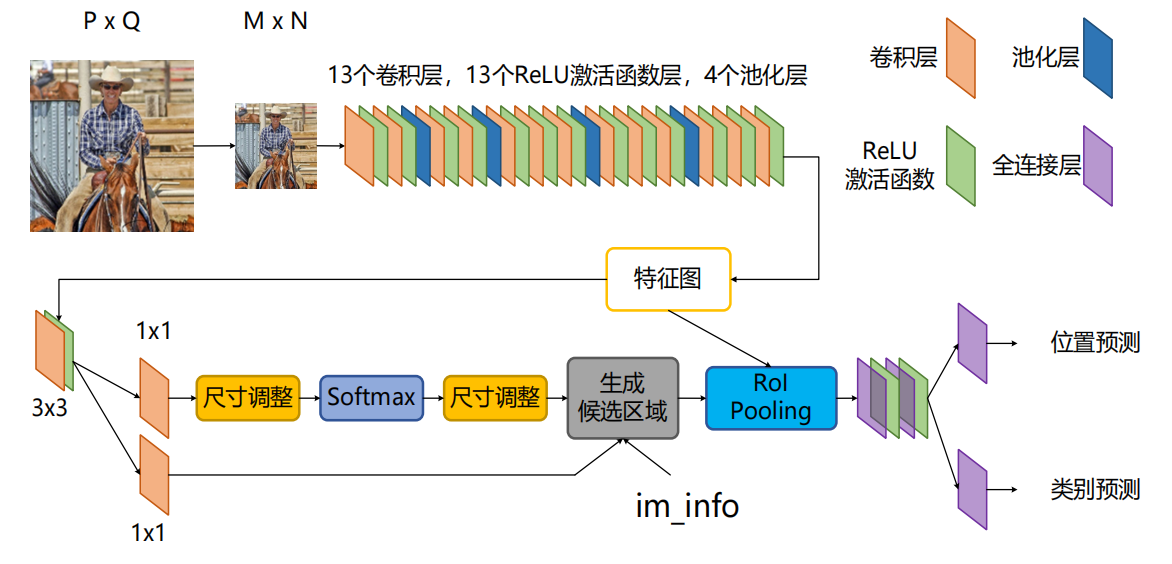 P x Q
M x N
13个卷积层，13个ReLU激活函数层，4个池化层
卷积层
池化层
ReLU
激活函数
全连接层
特征图
3x3
1x1
1x1
尺寸调整
Softmax
尺寸调整
生成
候选区域
im_info
RoI
Pooling
位置预测
类别预测